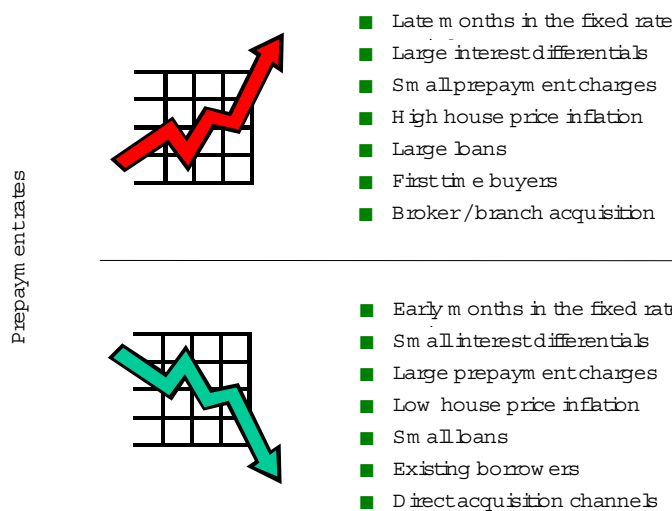 Prepayment rates
Late months in the fixed rate
Large interest differentials
Small prepayment charges
High house price inflation
Large loans
First time buyers
Broker / branch acquisition
Early months in the fixed rate
Small interest differentials
Large prepayment charges
Low house price inflation
Small loans
Existing borrowers
Direct acquisition channels